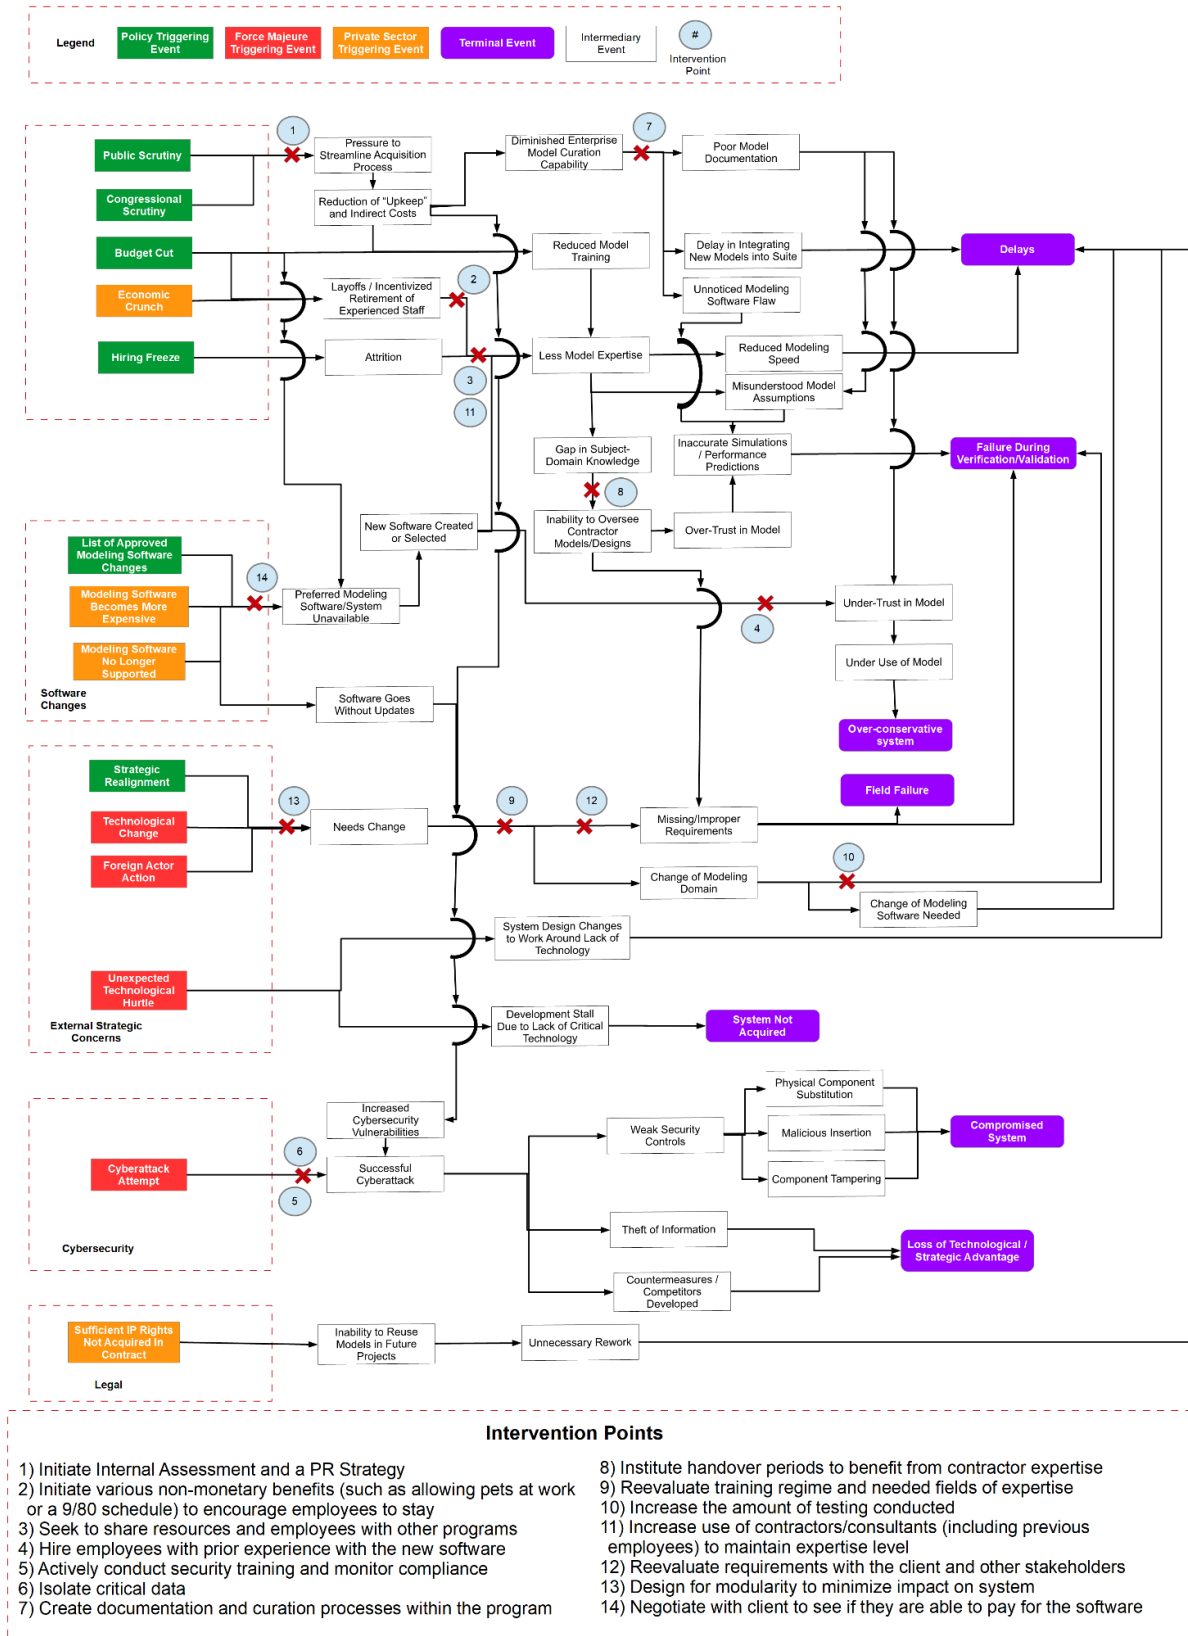 Legend
Policy Triggering
Event
Force Majeure
Triggering Event
Private Sector
Triggering Event
Terminal Event
Intermediary
Event
#
Intervention
Point
1
7
Public Scrutiny
Pressure to
Streamline Acquisition
Process
Diminished Enterprise
Model Curation
Capability
Poor Model
Documentation
Congressional
Scrutiny
Reduction of "Upkeep"
and Indirect Costs
Budget Cut
Reduced Model
Training
Delay in Integrating
New Models into Suite
Delays
2
Economic
Crunch
Layoffs / Incentivized
Retirement of
Experienced Staff
Unnoticed Modeling
Software Flaw
Hiring Freeze
Attrition
Less Model Expertise
Reduced Modeling
Speed
3
11
Misunderstood Model
Assumptions
Gap in Subject-
Domain Knowledge
Inaccurate Simulations
/ Performance
Predictions
Failure During
Verification/Validation
8
New Software Created
or Selected
Inability to Oversee
Contractor
Models/Designs
Over-Trust in Model
List of Approved
Modeling Software
Changes
14
Modeling Software
Becomes More
Expensive
Preferred Modeling
Software/System
Unavailable
4
Under-Trust in Model
Modeling Software
No Longer
Supported
Under Use of Model
Software
Changes
Software Goes
Without Updates
Over-conservative
system
Strategic
Realignment
Field Failure
13
9
12
Technological
Change
Needs Change
Missing/Improper
Requirements
Foreign Actor
Action
10
Change of Modeling
Domain
Change of Modeling
Software Needed
System Design Changes
to Work Around Lack of
Technology
Unexpected
Technological
Hurtle
External Strategic
Concerns
Development Stall
Due to Lack of Critical
Technology
System Not
Acquired
Increased
Cybersecurity
Vulnerabilities
Physical Component
Substitution
Weak Security
Controls
Malicious Insertion
Compromised
System
6
Cyberattack
Attempt
Successful
Cyberattack
Component Tampering
5
Theft of Information
Cybersecurity
Loss of Technological /
Strategic Advantage
Countermeasures /
Competitors
Developed
Sufficient IP Rights
Not Acquired In
Contract
Inability to Reuse
Models in Future
Projects
Unnecessary Rework
Legal
Intervention Points
1) Initiate Internal Assessment and a PR Strategy
2) Initiate various non-monetary benefits (such as allowing pets at work
or a 9/80 schedule) to encourage employees to stay
3) Seek to share resources and employees with other programs
4) Hire employees with prior experience with the new software
5) Actively conduct security training and monitor compliance
6) Isolate critical data
7) Create documentation and curation processes within the program
8) Institute handover periods to benefit from contractor expertise
9) Reevaluate training regime and needed fields of expertise
10) Increase the amount of testing conducted
11) Increase use of contractors/consultants (including previous
employees) to maintain expertise level
12) Reevaluate requirements with the client and other stakeholders
13) Design for modularity to minimize impact on system
14) Negotiate with client to see if they are able to pay for the software